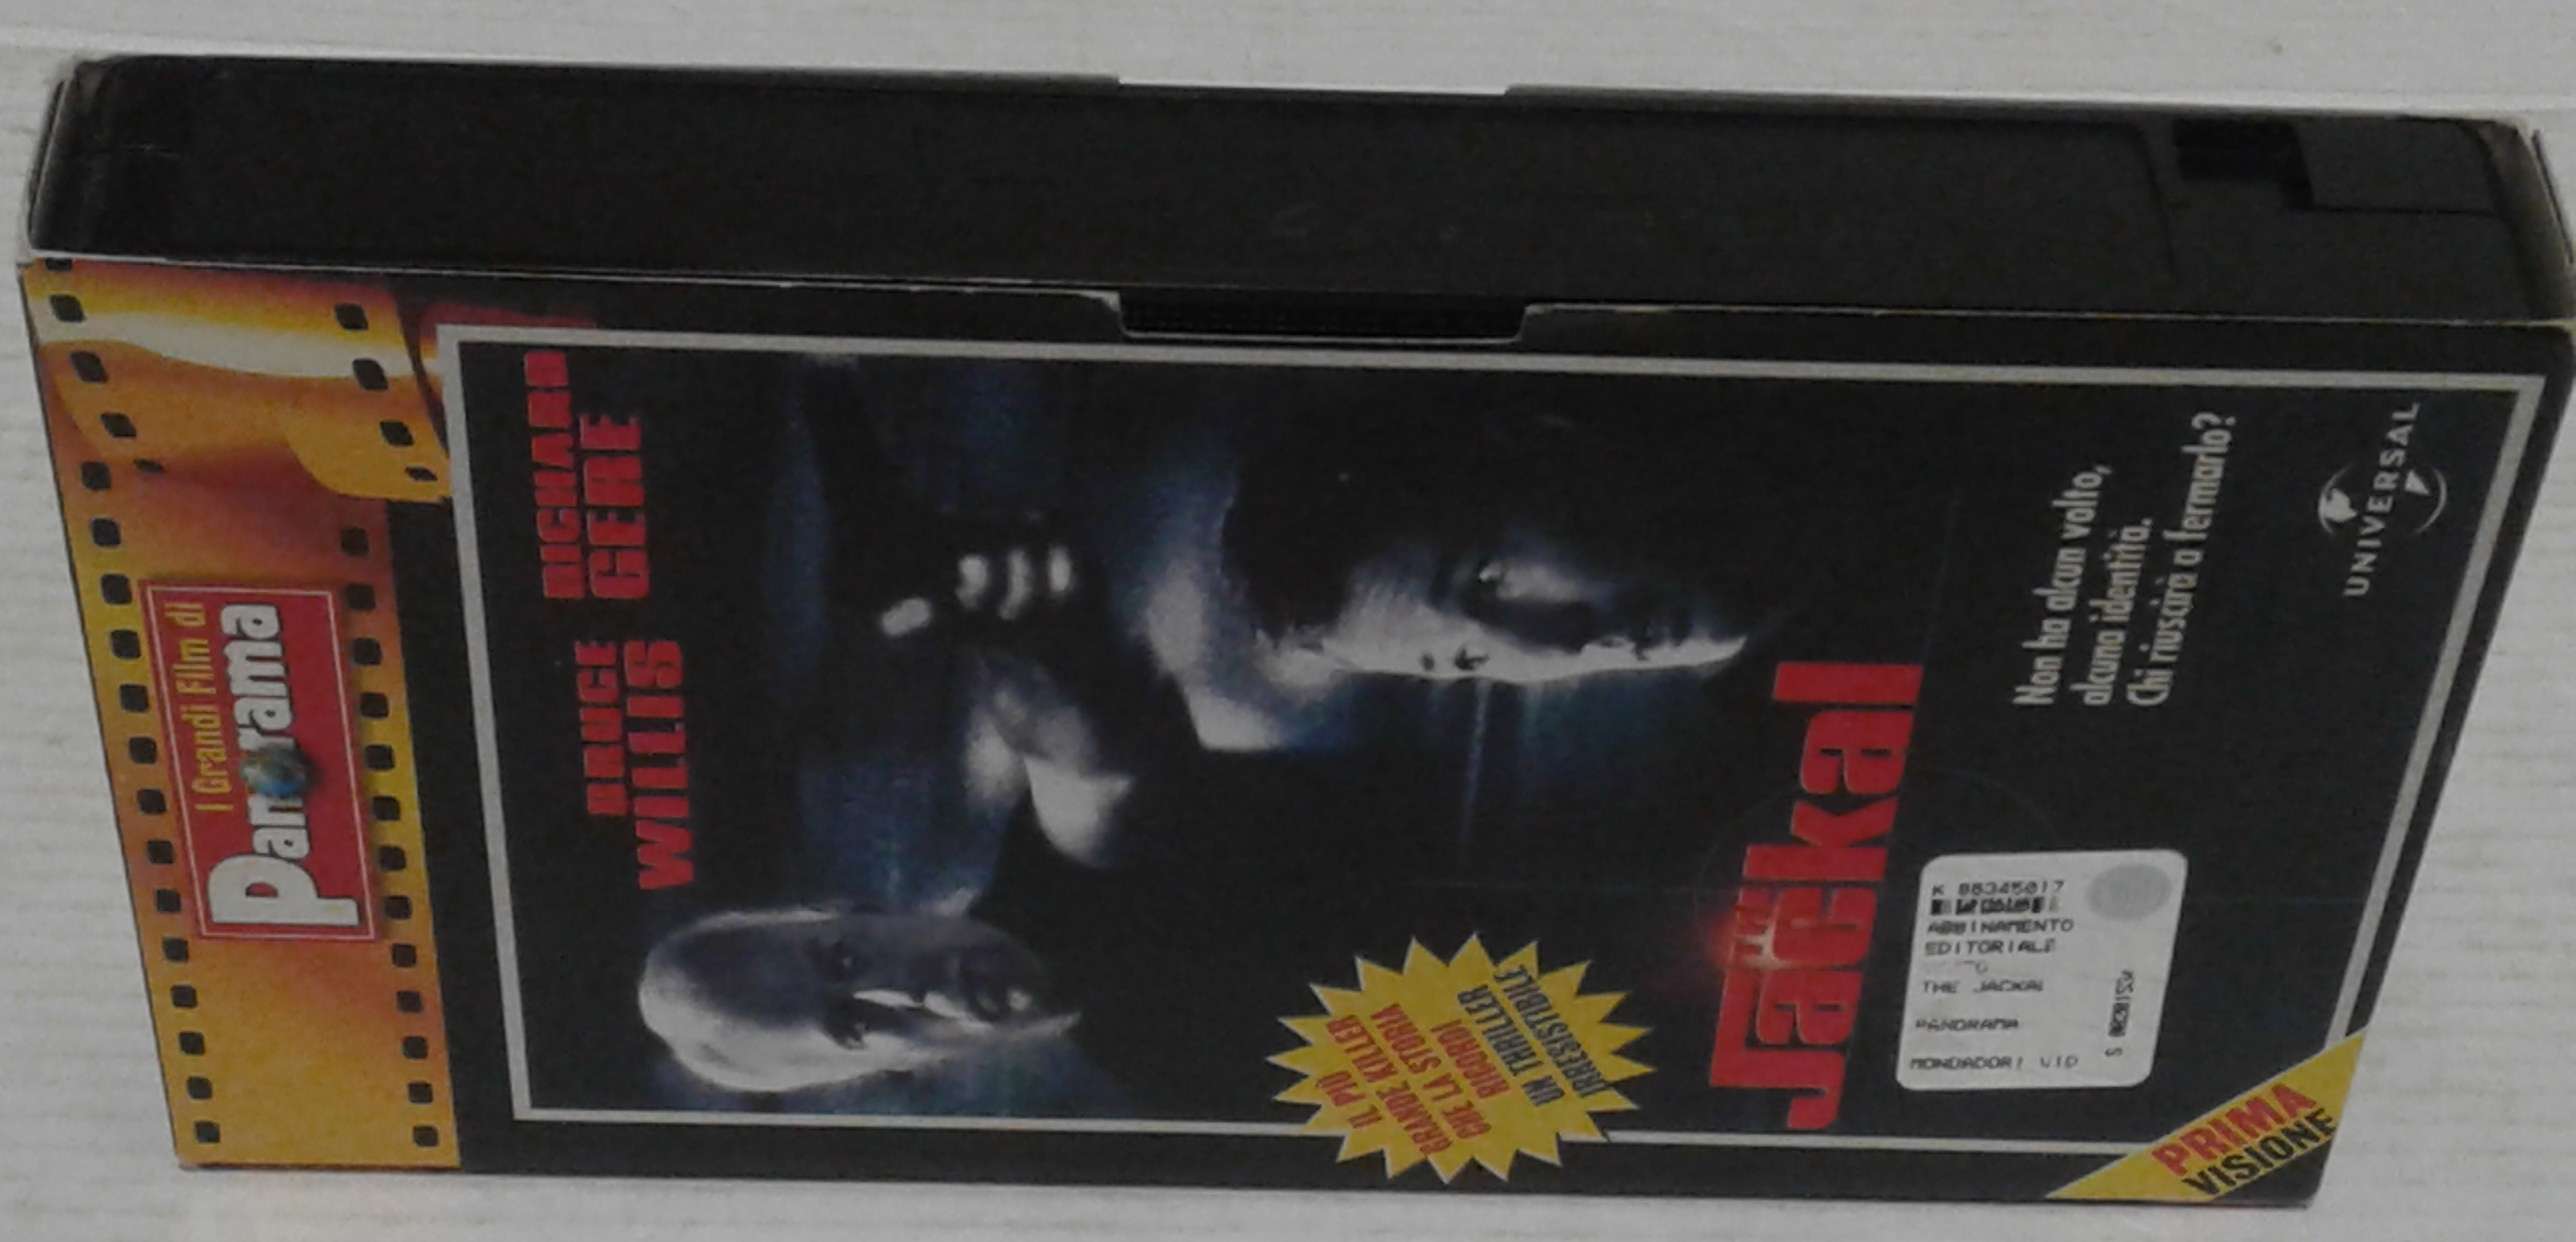 I Grandi Film di
Panorama
BRUCE
WILLIS
RICHARD
GERE
IL PIÙ
GRANDE KILLER
CHE LA STORIA
RICORDI
UN THRILLER
IRRESISTIBILE
THE
Jackal
Non ha alcun volto,
alcuna identità.
Chi riuscirà a fermarlo?
UNIVERSAL
K 88345017
ABBINAMENTO
EDITORIALE
THE JACKAL
PANORAMA
MONDADORI VID
PRIMA
VISIONE